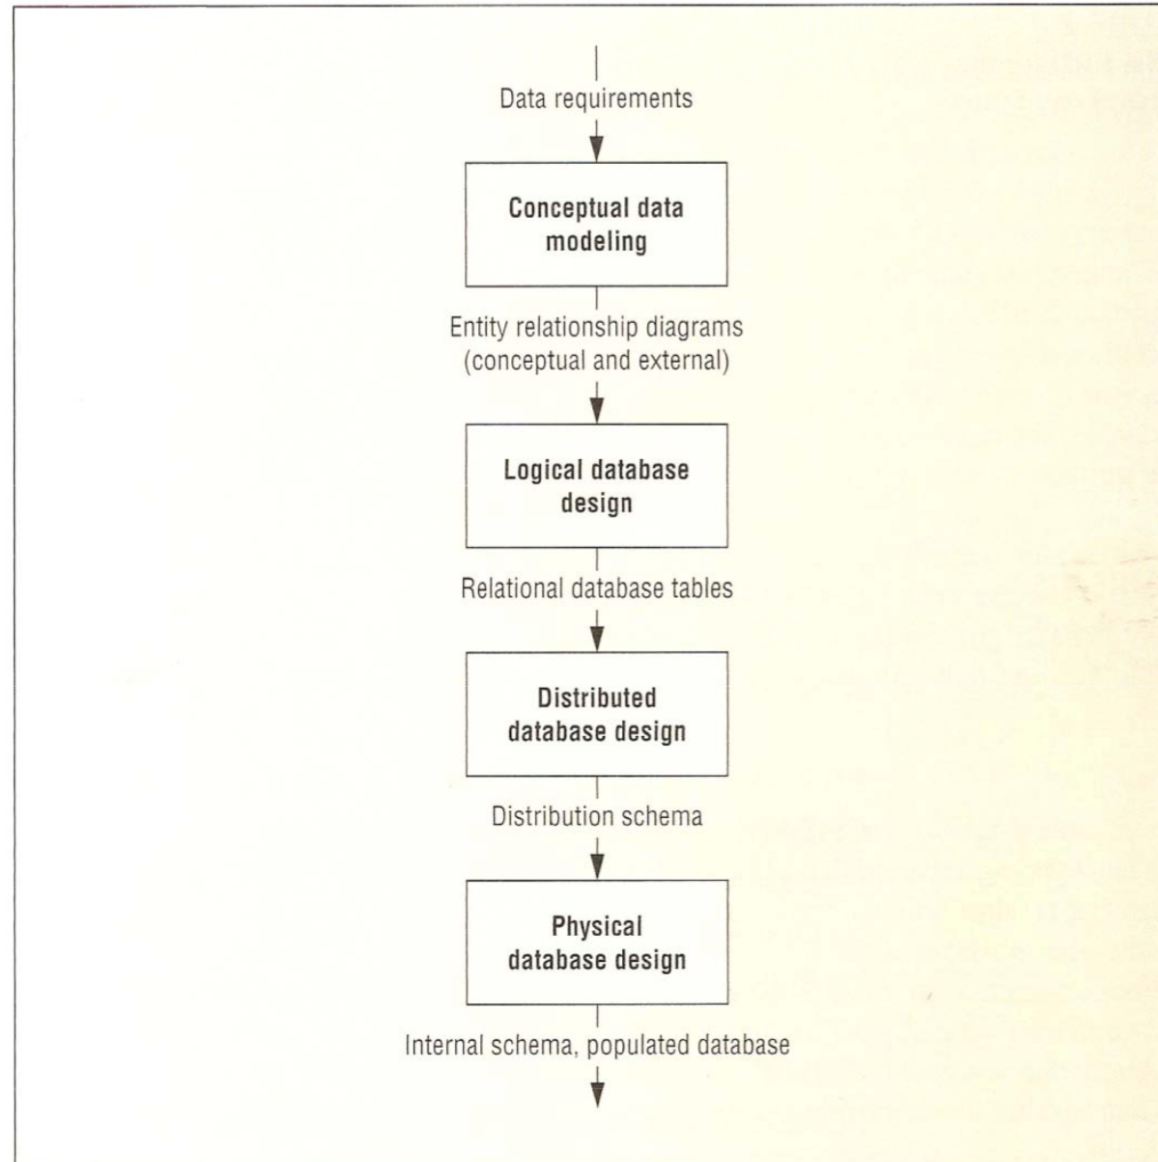 Data requirements
Conceptual data
modeling
Entity relationship diagrams
(conceptual and external)
Logical database
design
Relational database tables
Distributed
database design
Distribution schema
Physical
database design
Internal schema, populated database